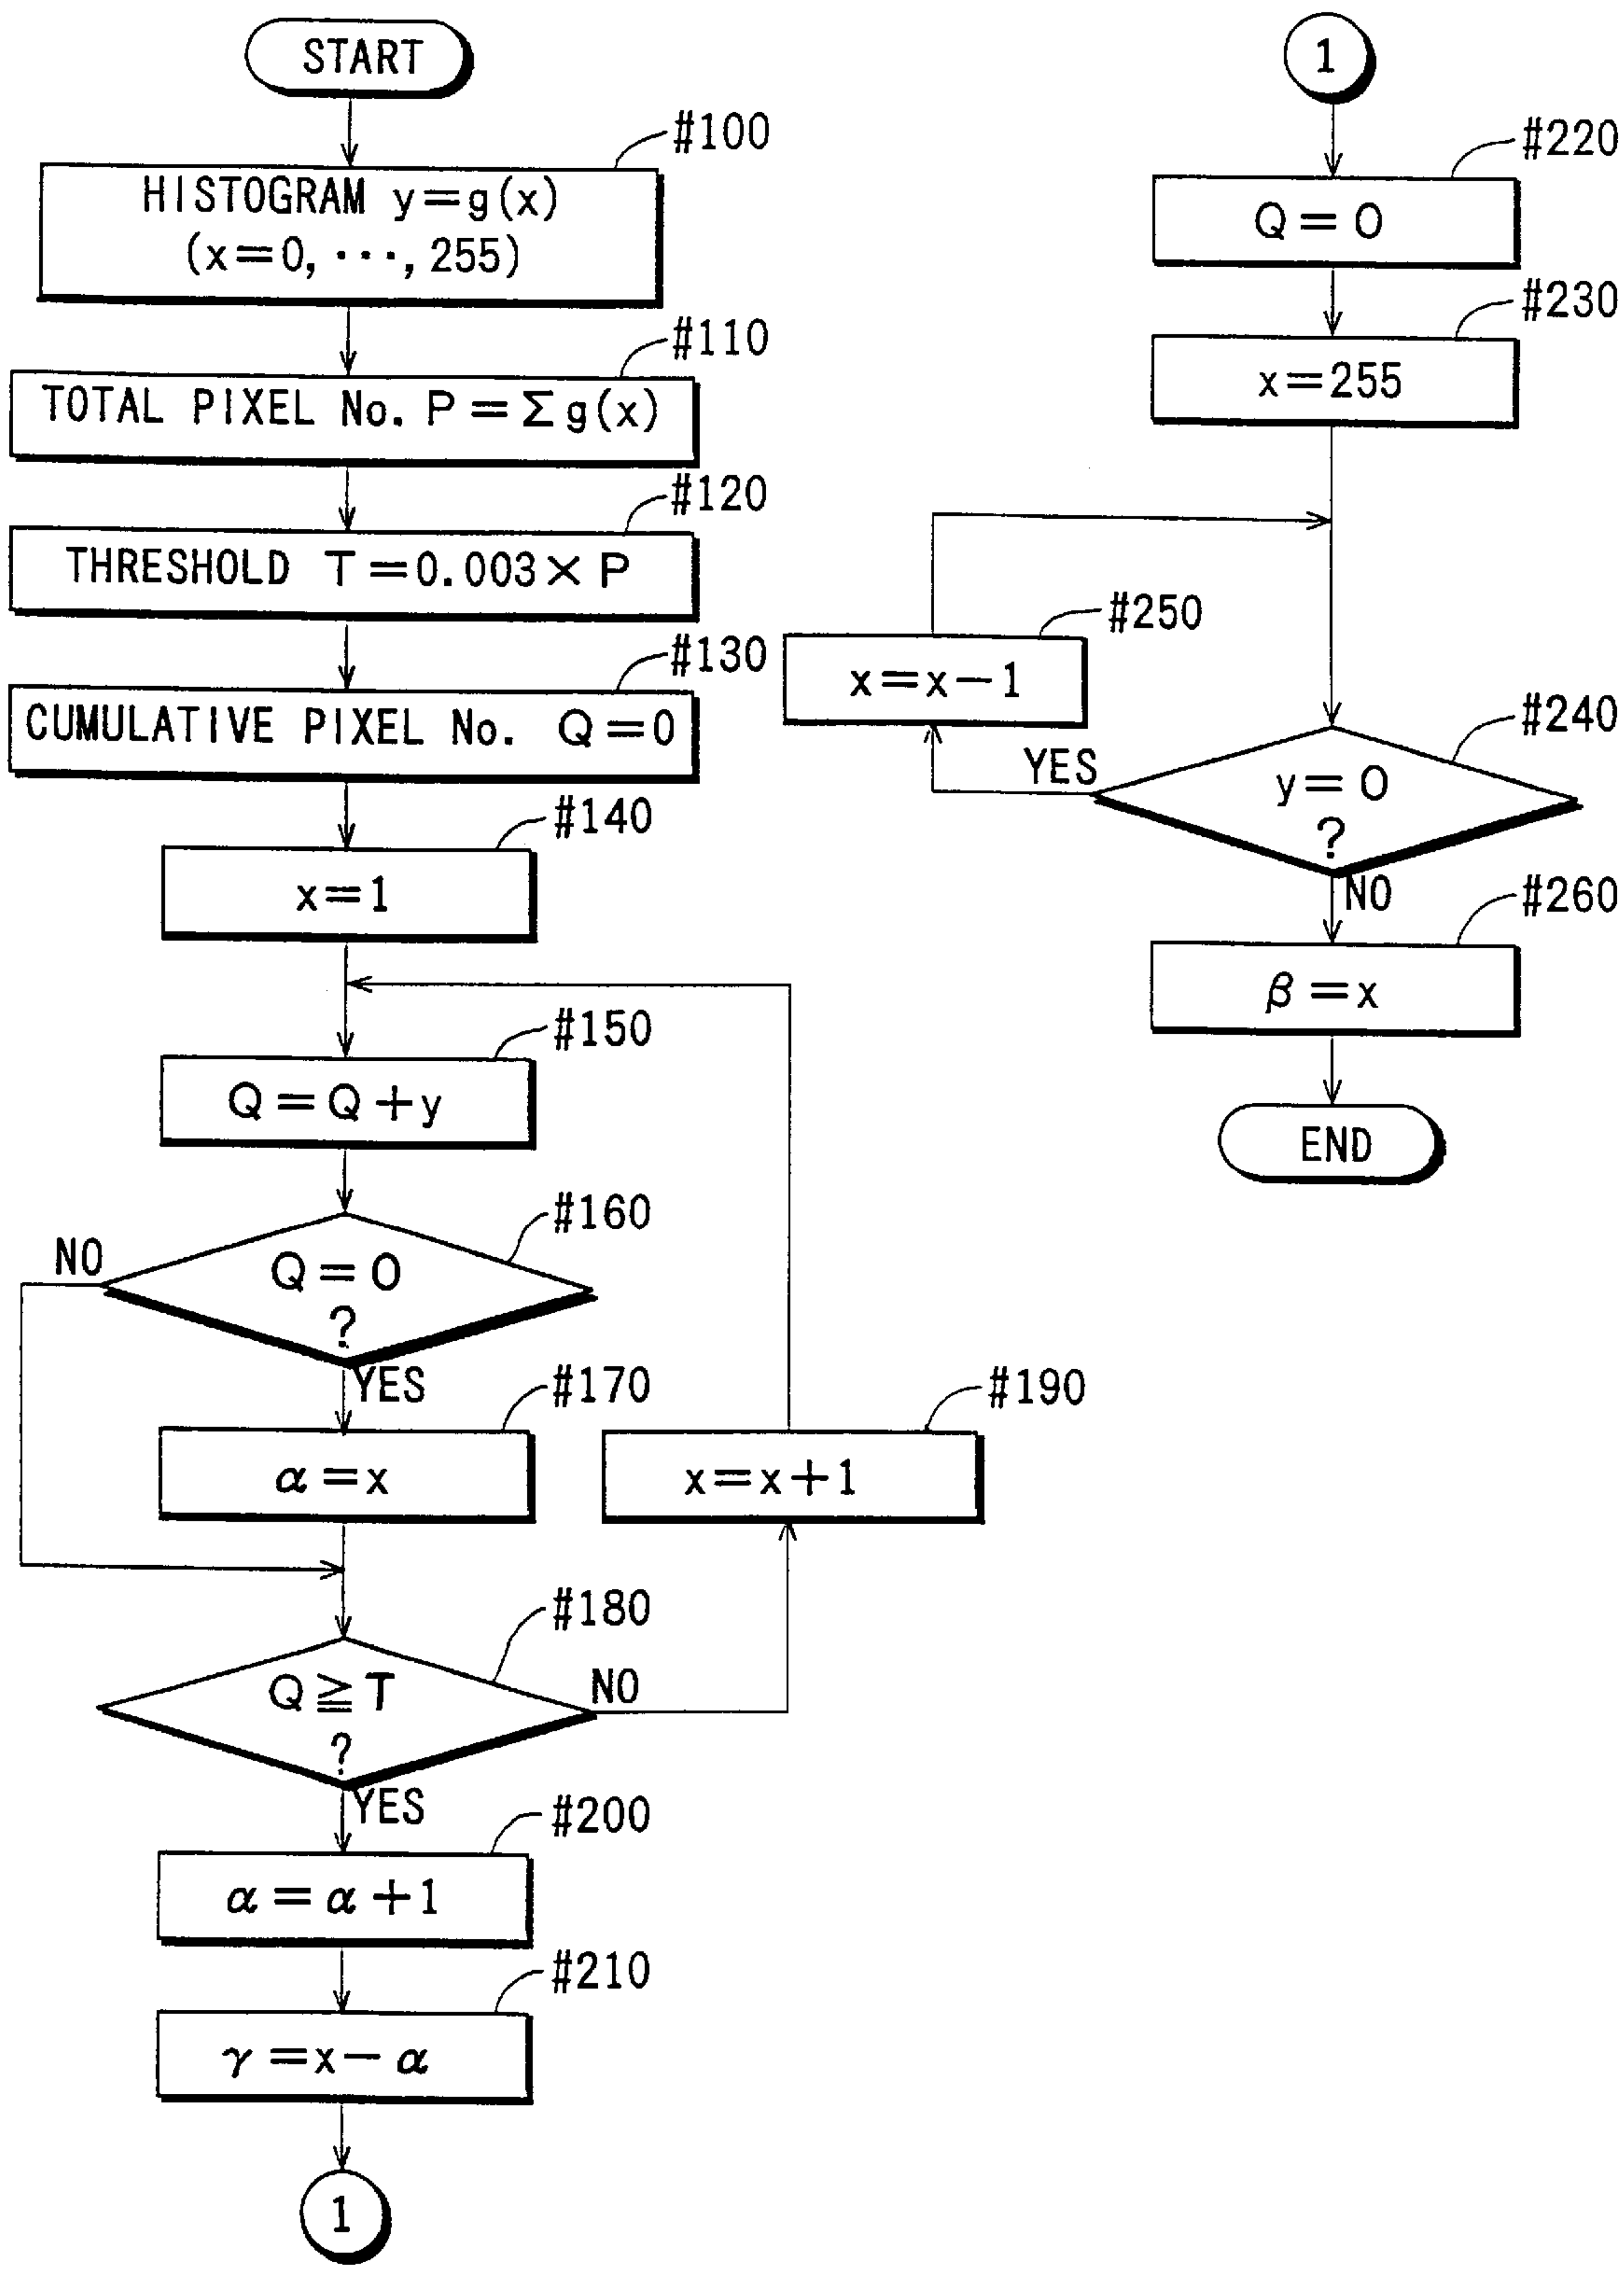 START
#100
HISTOGRAM y=g(x)
(x=0, ···, 255)
#110
TOTAL PIXEL No. P=Σg(x)
#120
THRESHOLD T=0.003×P
#130
CUMULATIVE PIXEL No. Q=0
#140
x=1
#150
Q=Q+y
#160
Q=0
?
NO
YES
#170
α=x
#190
x=x+1
#180
Q≧T
?
NO
YES
#200
α=α+1
#210
γ=x-α
1
1
#220
Q=0
#230
x=255
#250
x=x-1
#240
y=0
?
YES
NO
#260
β=x
END